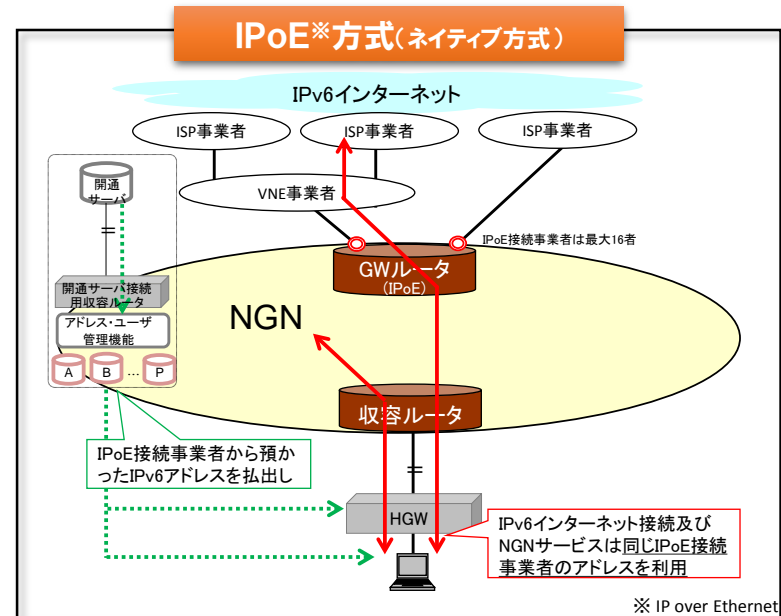 IPoE※方式(ネイティブ方式)
IPv6インターネット
ISP事業者
ISP事業者
ISP事業者
VNE事業者
開通
サーバ
IPoE接続事業者は最大16者
GWルータ
(IPoE)
開通サーバ接続
用収容ルータ
アドレス・ユーザ
管理機能
A
B
…
P
NGN
収容ルータ
IPoE接続事業者から預か
ったIPv6アドレスを払出し
HGW
IPv6インターネット接続及び
NGNサービスは同じIPoE接続
事業者のアドレスを利用
※ IP over Ethernet